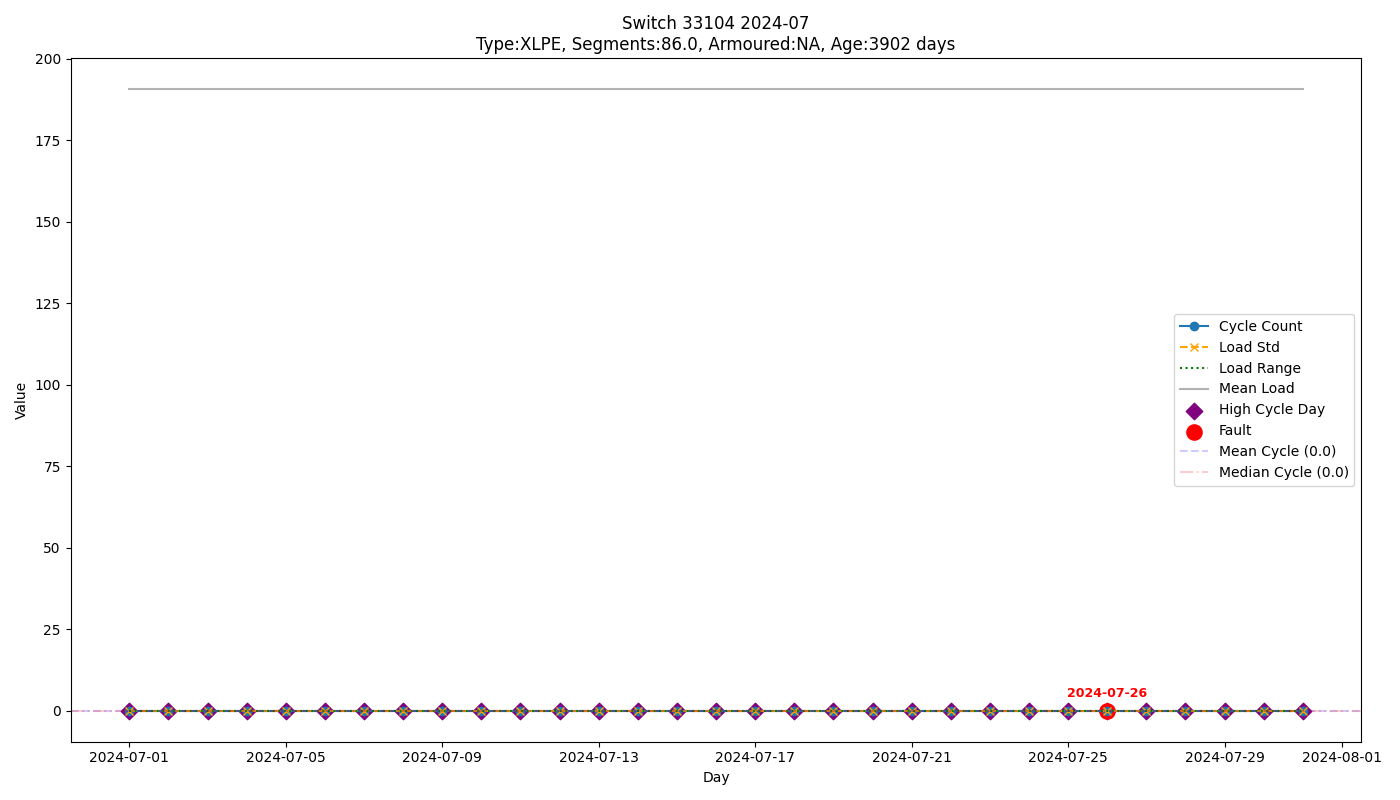 Switch 33104 2024-07
Type:XLPE, Segments:86.0, Armoured:NA, Age:3902 days
200
175
150
125
100
75
50
25
0
Value
Cycle Count
Load Std
Load Range
Mean Load
High Cycle Day
Fault
Mean Cycle (0.0)
Median Cycle (0.0)
2024-07-26
2024-07-01
2024-07-05
2024-07-09
2024-07-13
2024-07-17
2024-07-21
2024-07-25
2024-07-29
2024-08-01
Day